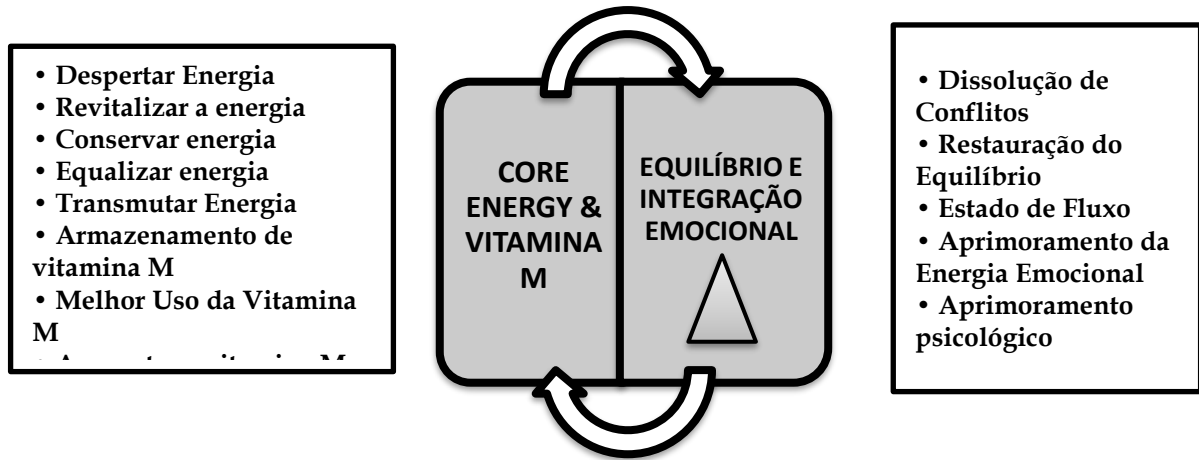 • Despertar Energia
• Revitalizar a energia
• Conservar energia
• Equalizar energia
• Transmutar Energia
• Armazenamento de
vitamina M
• Melhor Uso da Vitamina
M
CORE
ENERGY &
VITAMINA
M
EQUILÍBRIO E
INTEGRAÇÃO
EMOCIONAL
• Dissolução de
Conflitos
• Restauração do
Equilíbrio
• Estado de Fluxo
• Aprimoramento da
Energia Emocional
• Aprimoramento
psicológico